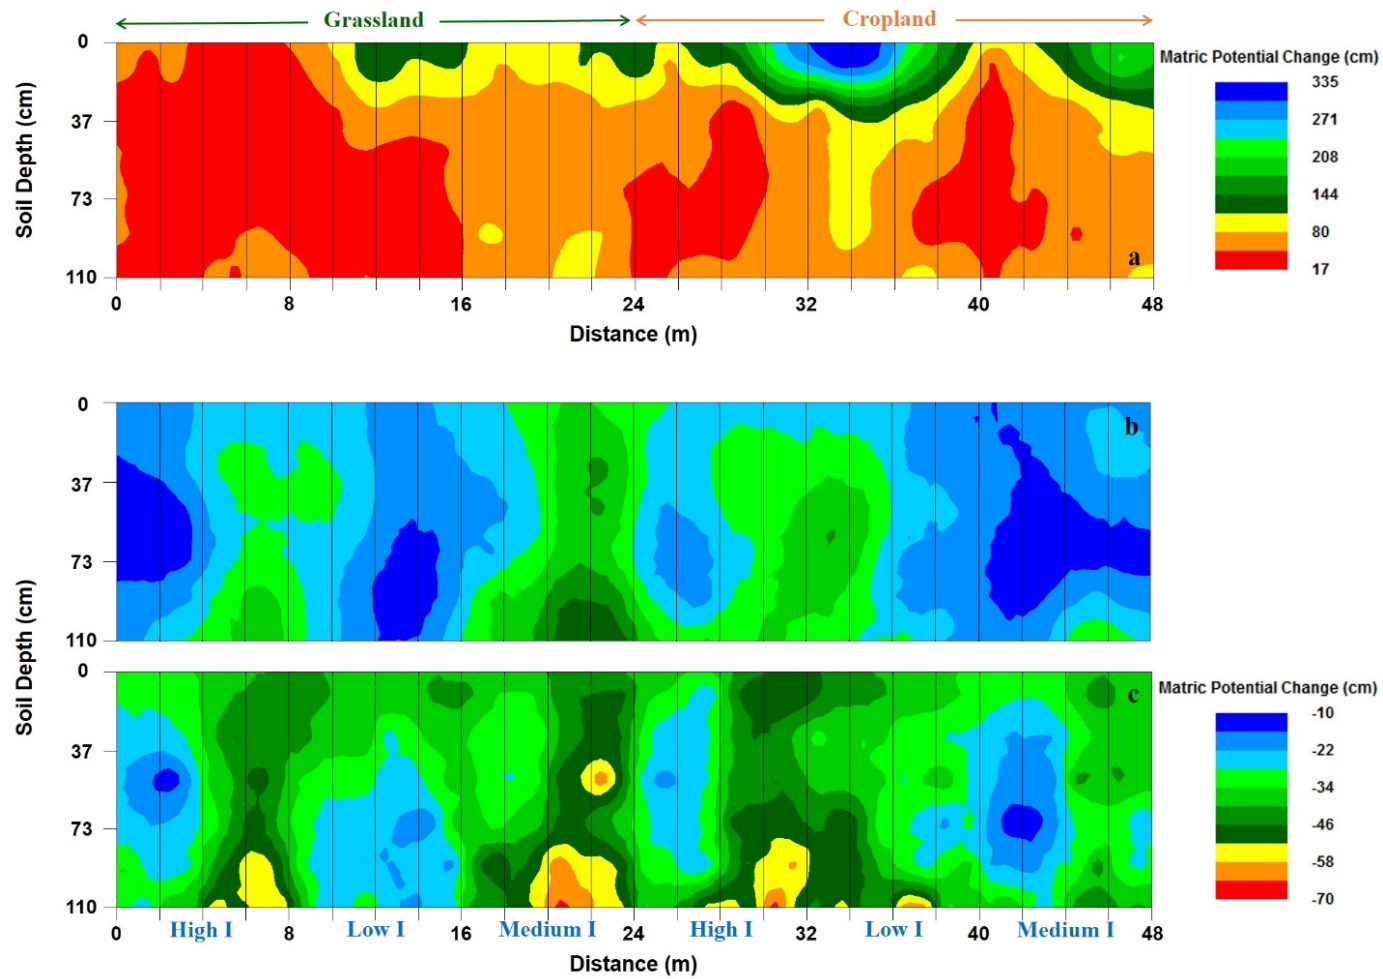 Grassland Cropland
0
37
73
110
Soil Depth (cm)
a
0 8 16 24 32 40 48
Distance (m)
Matric Potential Change (cm)
335
271
208
144
80
17
0
37
73
110
b
Soil Depth (cm)
0
37
73
110
c
0 High I 8 Low I 16 Medium I 24 High I 32 Low I 40 Medium I 48
Distance (m)
Matric Potential Change (cm)
-10
-22
-34
-46
-58
-70